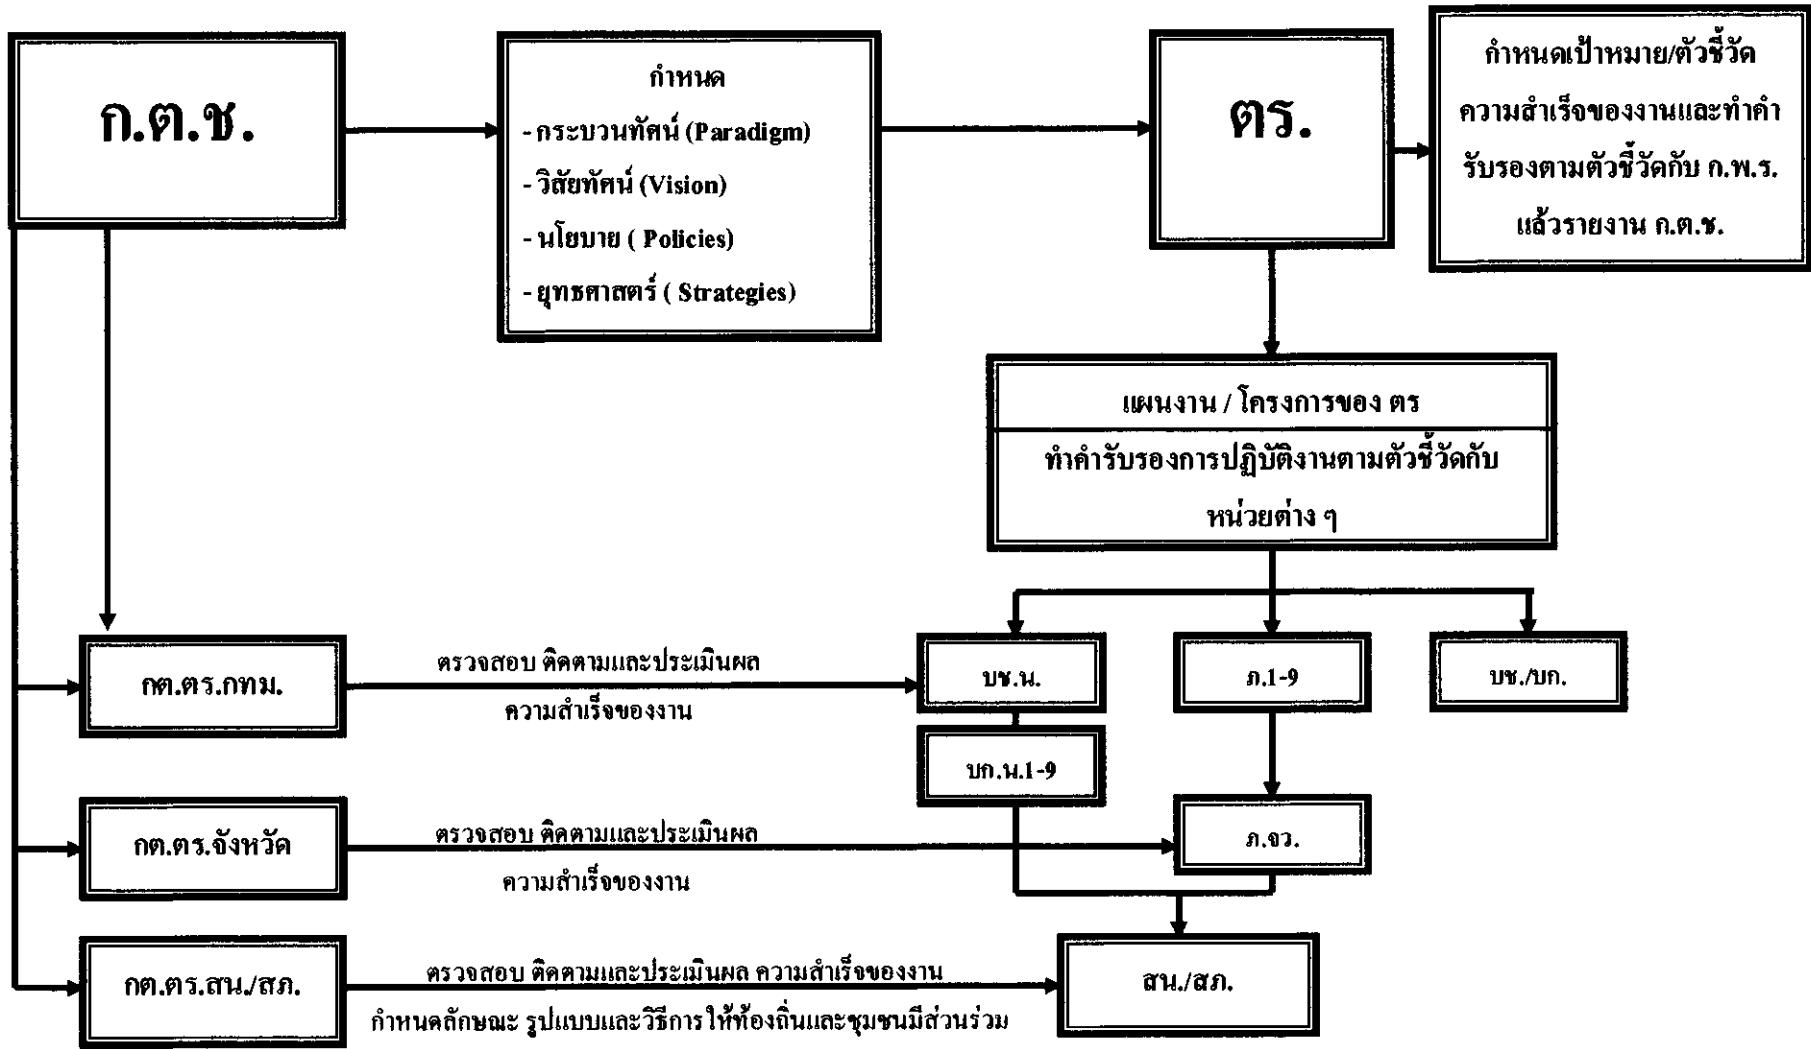 ก.ต.ช.
กำหนด
- กระบวนทัศน์ (Paradigm)
- วิสัยทัศน์ (Vision)
- นโยบาย ( Policies)
- ยุทธศาสตร์ ( Strategies)
ตร.
กำหนดเป้าหมาย/ตัวชี้วัด
ความสำเร็จของงานและทำคำ
รับรองตามตัวชี้วัดกับ ก.พ.ร.
แล้วรายงาน ก.ต.ช.
แผนงาน / โครงการของ ตร
ทำคำรับรองการปฏิบัติงานตามตัวชี้วัดกับ
หน่วยต่าง ๆ
กต.ตร.กทม.
ตรวจสอบ ติดตามและประเมินผล
ความสำเร็จของงาน
บช.น.
ภ.1-9
บช./บก.
บก.น.1-9
กต.ตร.จังหวัด
ตรวจสอบ ติดตามและประเมินผล
ความสำเร็จของงาน
ภ.จว.
กต.ตร.สน./สภ.
ตรวจสอบ ติดตามและประเมินผล ความสำเร็จของงาน
กำหนดลักษณะ รูปแบบและวิธีการให้ท้องถิ่นและชุมชนมีส่วนร่วม
สน./สภ.